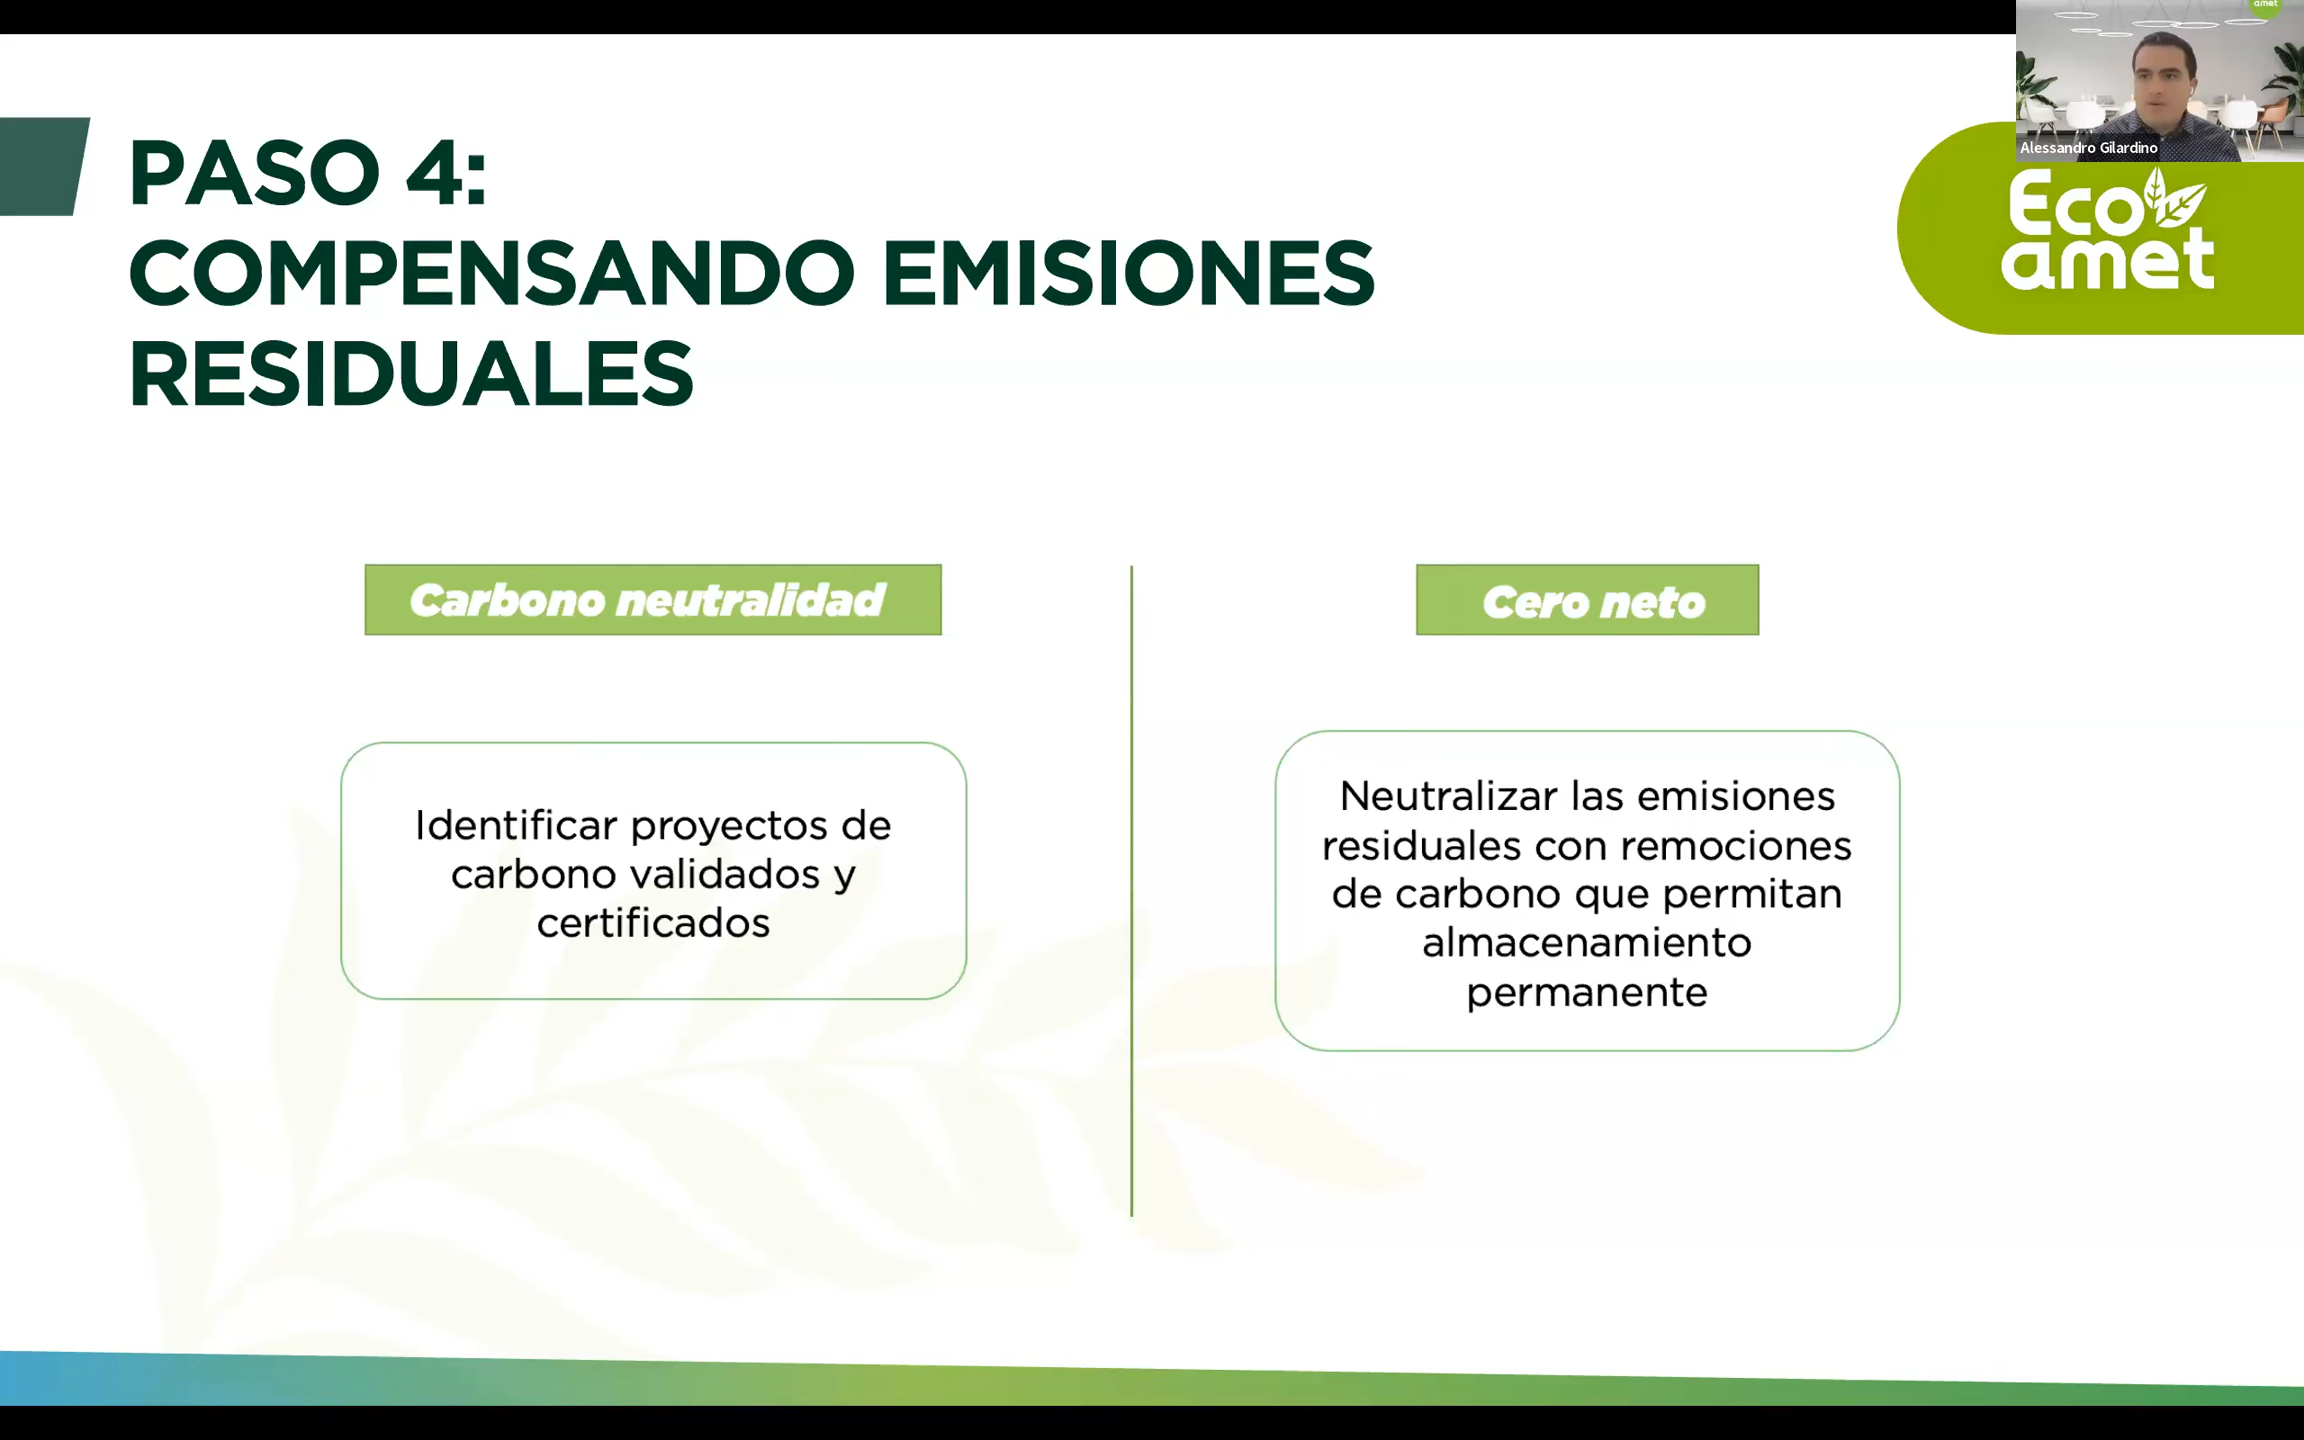 amet
Alessandro Gilardino
Eco
amet
PASO 4:
COMPENSANDO EMISIONES
RESIDUALES
Carbono neutralidad
Identificar proyectos de
carbono validados y
certificados
Cero neto
Neutralizar las emisiones
residuales con remociones
de carbono que permitan
almacenamiento
permanente